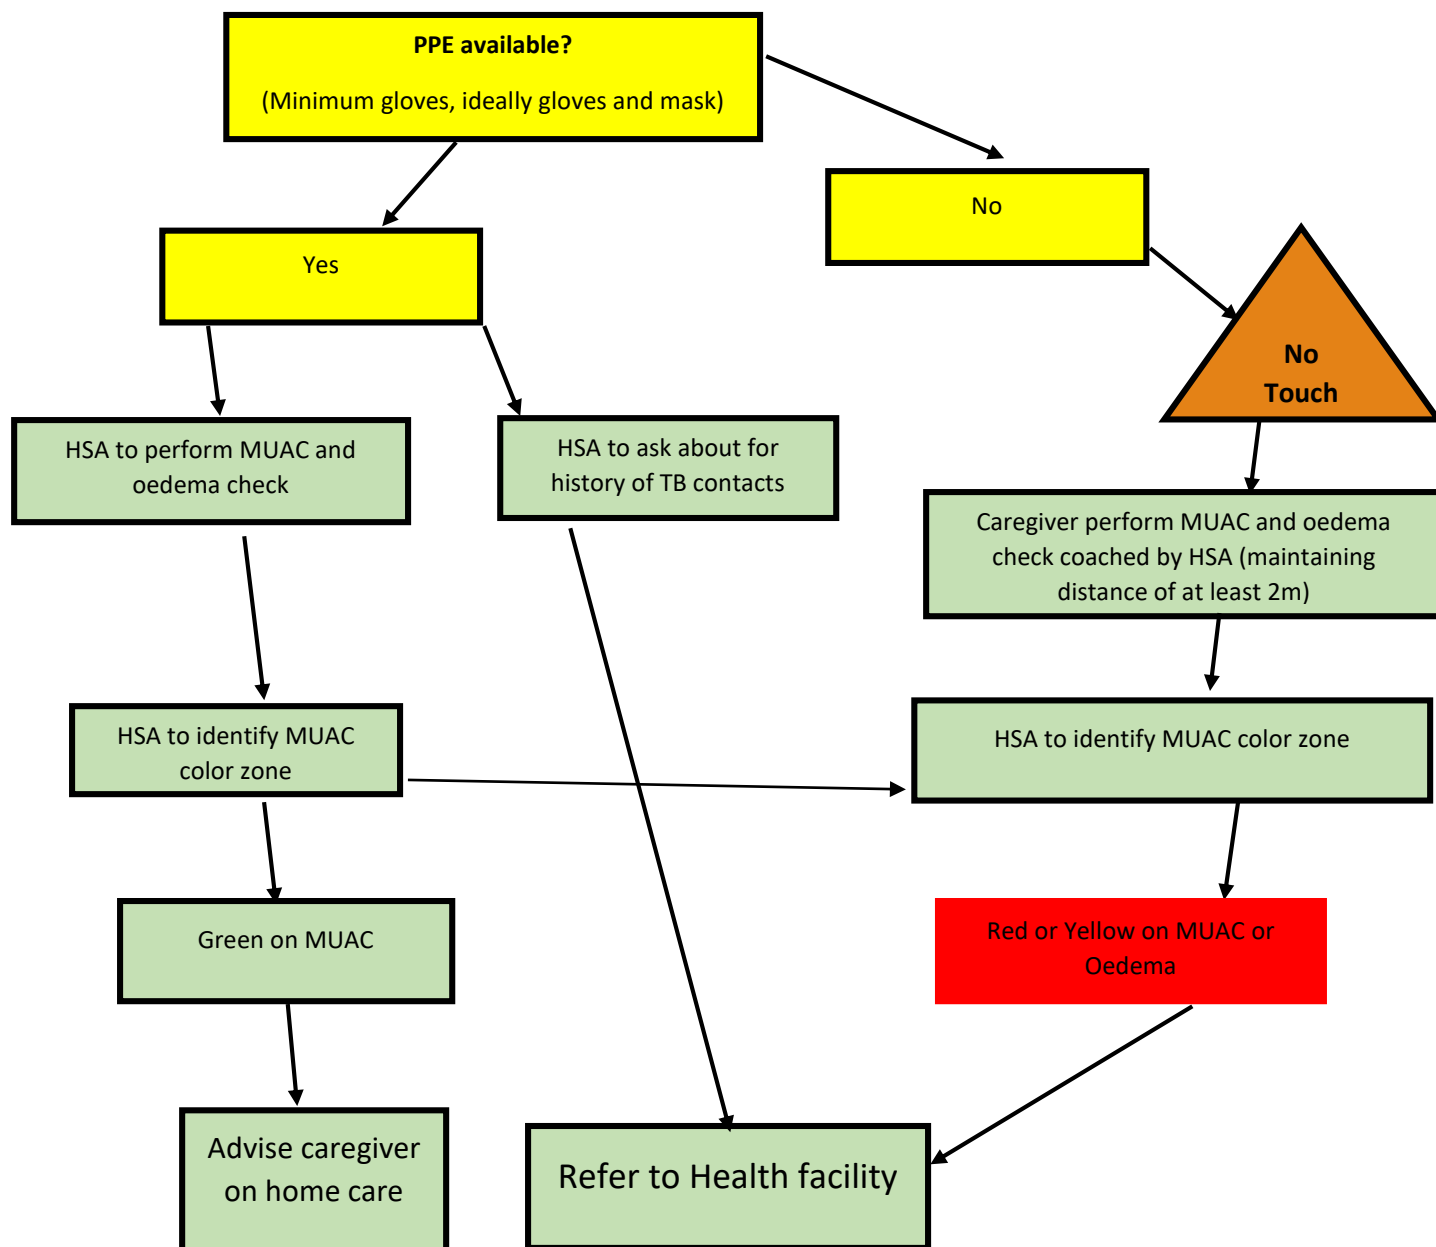 PPE available?
(Minimum gloves, ideally gloves and mask)
No
Yes
No
Touch
HSA to perform MUAC and
oedema check
HSA to ask about for
history of TB contacts
Caregiver perform MUAC and oedema
check coached by HSA (maintaining
distance of at least 2m)
HSA to identify MUAC
color zone
HSA to identify MUAC color zone
Green on MUAC
Red or Yellow on MUAC or
Oedema
Advise caregiver
on home care
Refer to Health facility